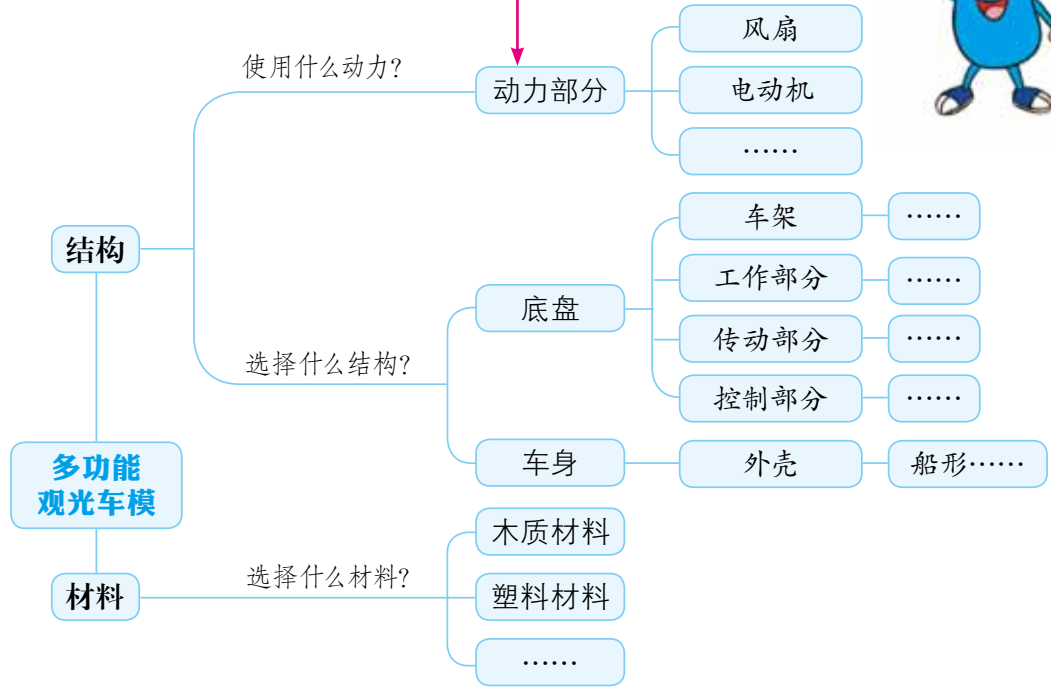 使用什么动力?
动力部分
风扇
电动机
……
结构
选择什么结构?
底盘
车架
……
工作部分
……
传动部分
……
控制部分
……
车身
外壳
船形……
多功能
观光车模
材料
选择什么材料?
木质材料
塑料材料
……